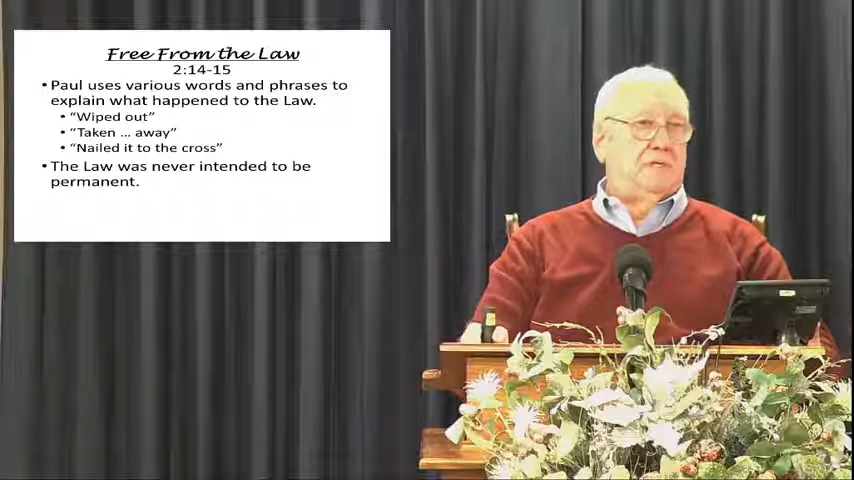 Free From the Law
2:14-15
• Paul uses various words and phrases to
explain what happened to the Law.
• “Wiped out”
• “Taken … away”
• “Nailed it to the cross”
• The Law was never intended to be
permanent.